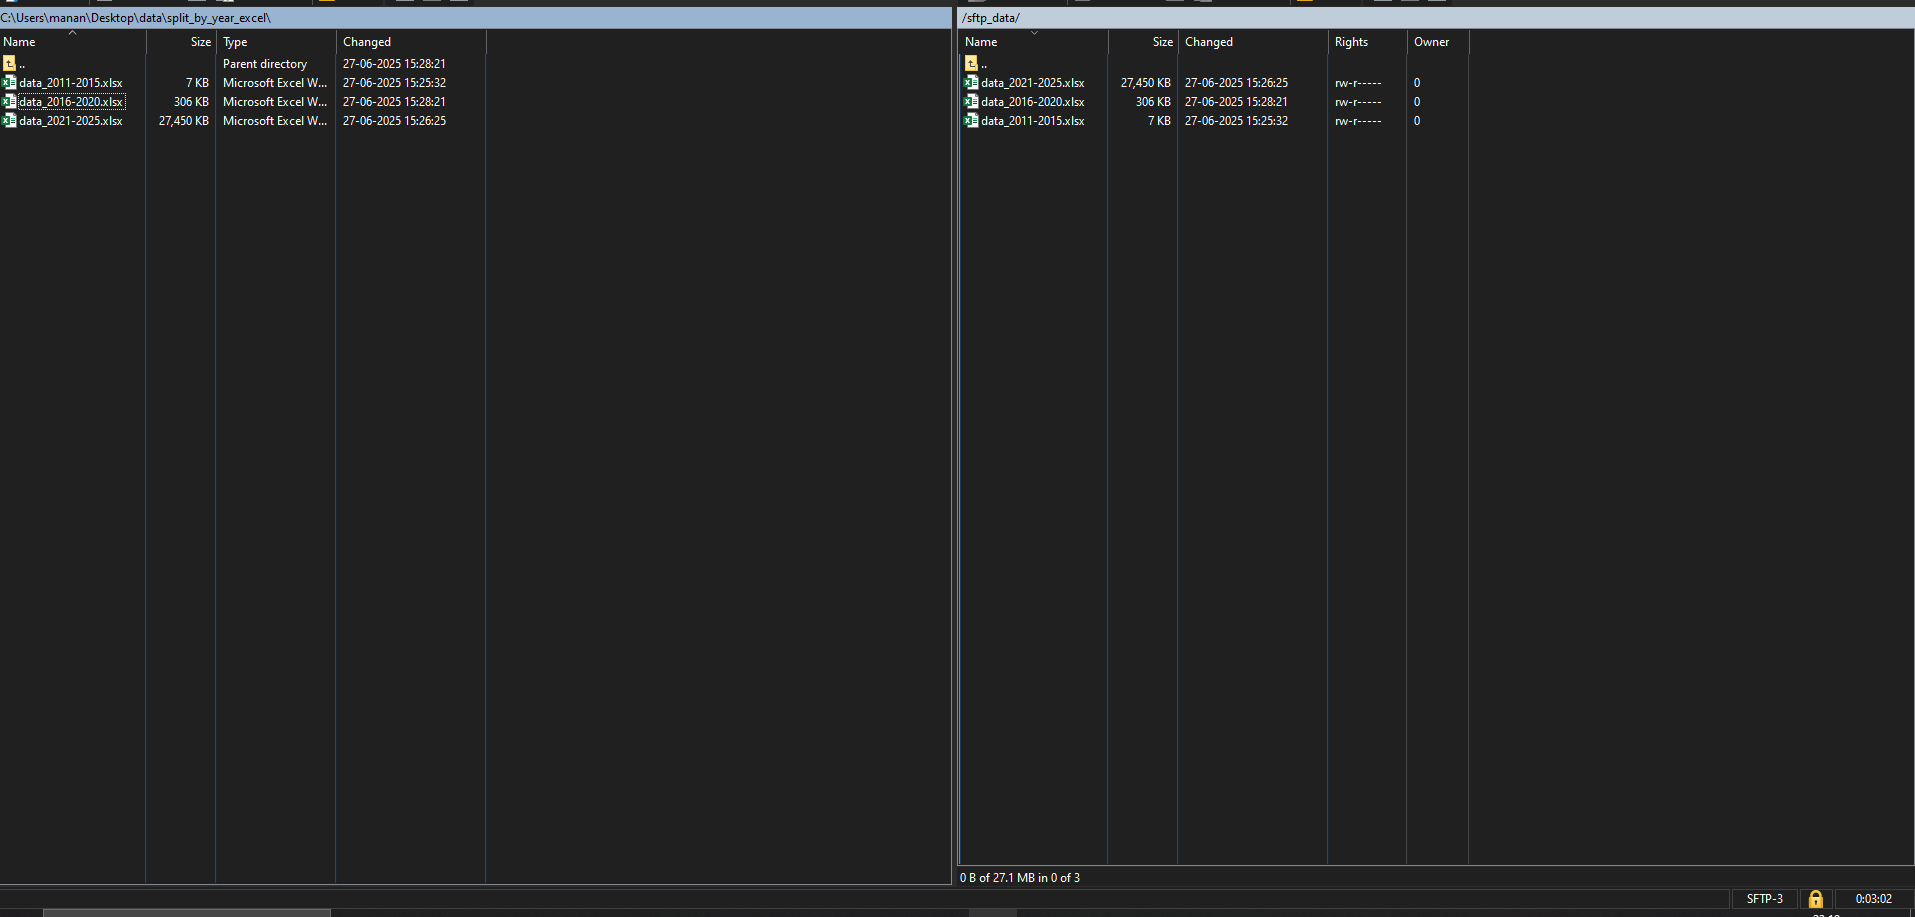 C:\Users\manan\Desktop\data\split_by_year_excel\
Name Size Type Changed
.. Parent directory 27-06-2025 15:28:21
data_2011-2015.xlsx 7 KB Microsoft Excel W... 27-06-2025 15:25:32
data_2016-2020.xlsx 306 KB Microsoft Excel W... 27-06-2025 15:28:21
data_2021-2025.xlsx 27,450 KB Microsoft Excel W... 27-06-2025 15:26:25
/sftp_data/
Name Size Changed Rights Owner
..
data_2021-2025.xlsx 27,450 KB 27-06-2025 15:26:25 rw-r----- 0
data_2016-2020.xlsx 306 KB 27-06-2025 15:28:21 rw-r----- 0
data_2011-2015.xlsx 7 KB 27-06-2025 15:25:32 rw-r----- 0
0 B of 27.1 MB in 0 of 3
SFTP-3 0:03:02